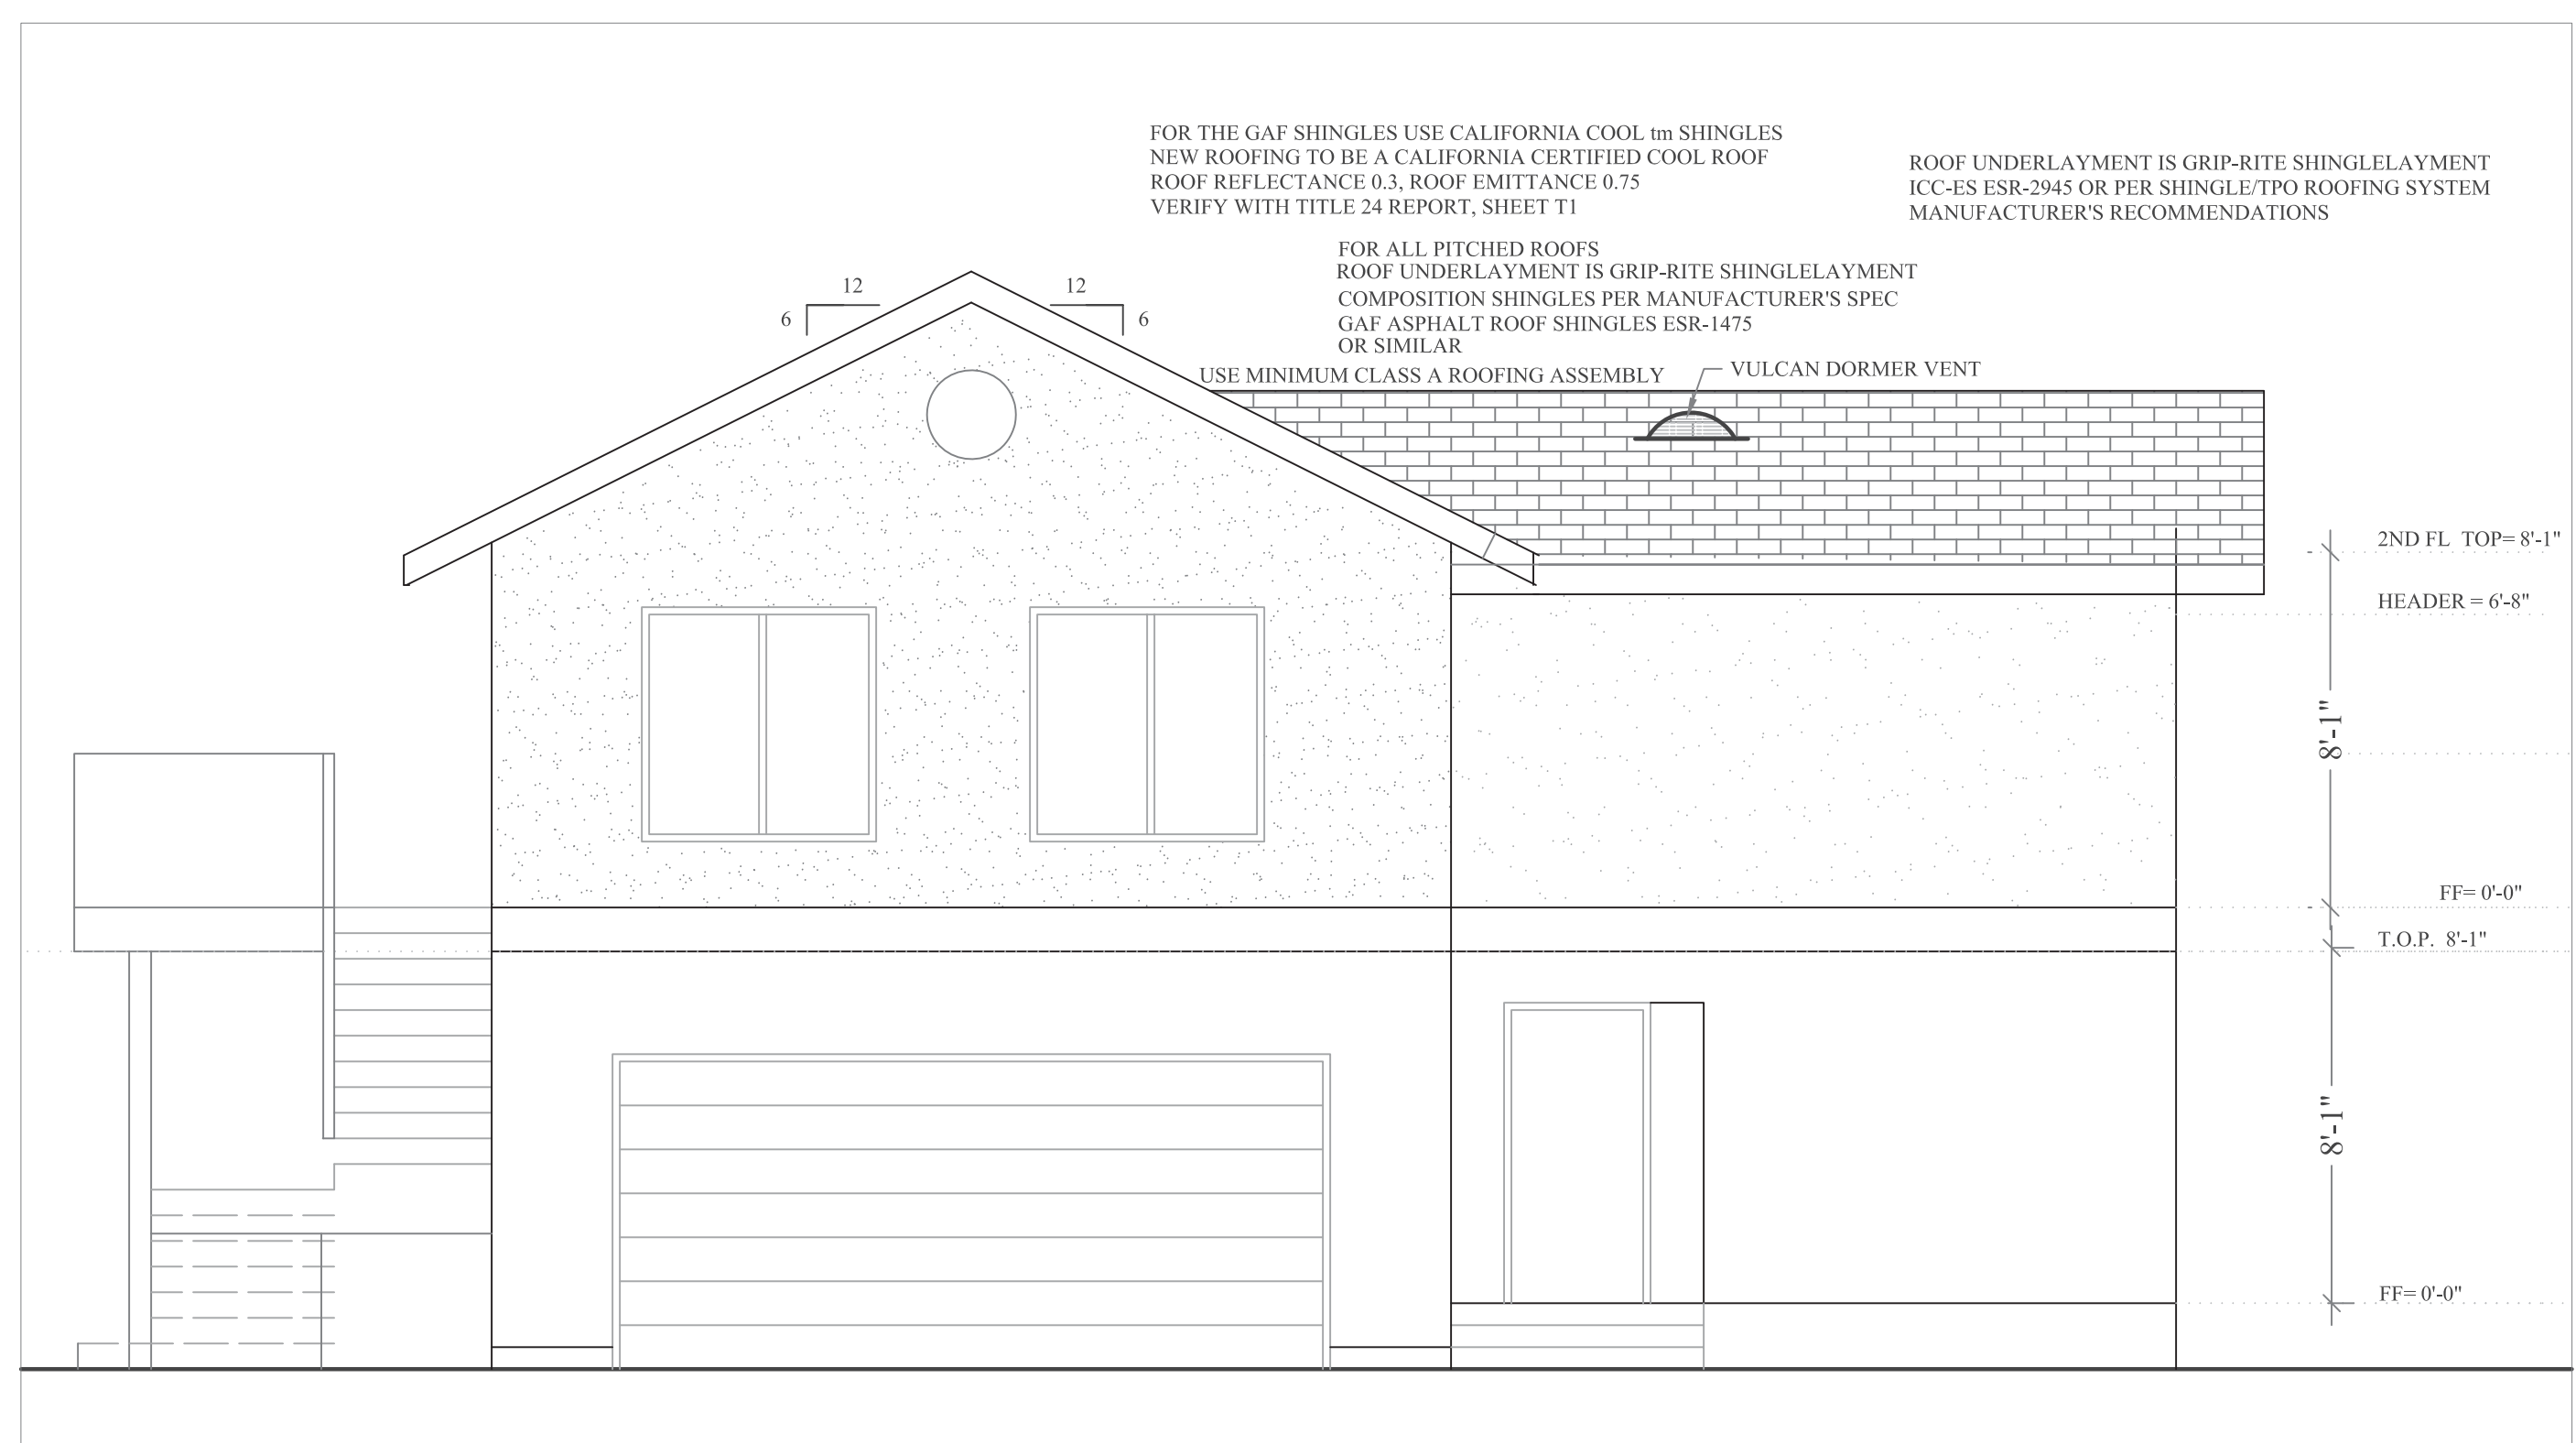 FOR THE GAF SHINGLES USE CALIFORNIA COOL tm SHINGLES
NEW ROOFING TO BE A CALIFORNIA CERTIFIED COOL ROOF
ROOF REFLECTANCE 0.3, ROOF EMITTANCE 0.75
VERIFY WITH TITLE 24 REPORT, SHEET T1
ROOF UNDERLAYMENT IS GRIP-RITE SHINGLELAYMENT
ICC-ES ESR-2945 OR PER SHINGLE/TPO ROOFING SYSTEM
MANUFACTURER'S RECOMMENDATIONS
FOR ALL PITCHED ROOFS
ROOF UNDERLAYMENT IS GRIP-RITE SHINGLELAYMENT
COMPOSITION SHINGLES PER MANUFACTURER'S SPEC
GAF ASPHALT ROOF SHINGLES ESR-1475
OR SIMILAR
12
6
12
6
USE MINIMUM CLASS A ROOFING ASSEMBLY
VULCAN DORMER VENT
2ND FL TOP= 8'-1"
HEADER = 6'-8"
8'-1"
FF= 0'-0"
T.O.P. 8'-1"
8'-1"
FF= 0'-0"